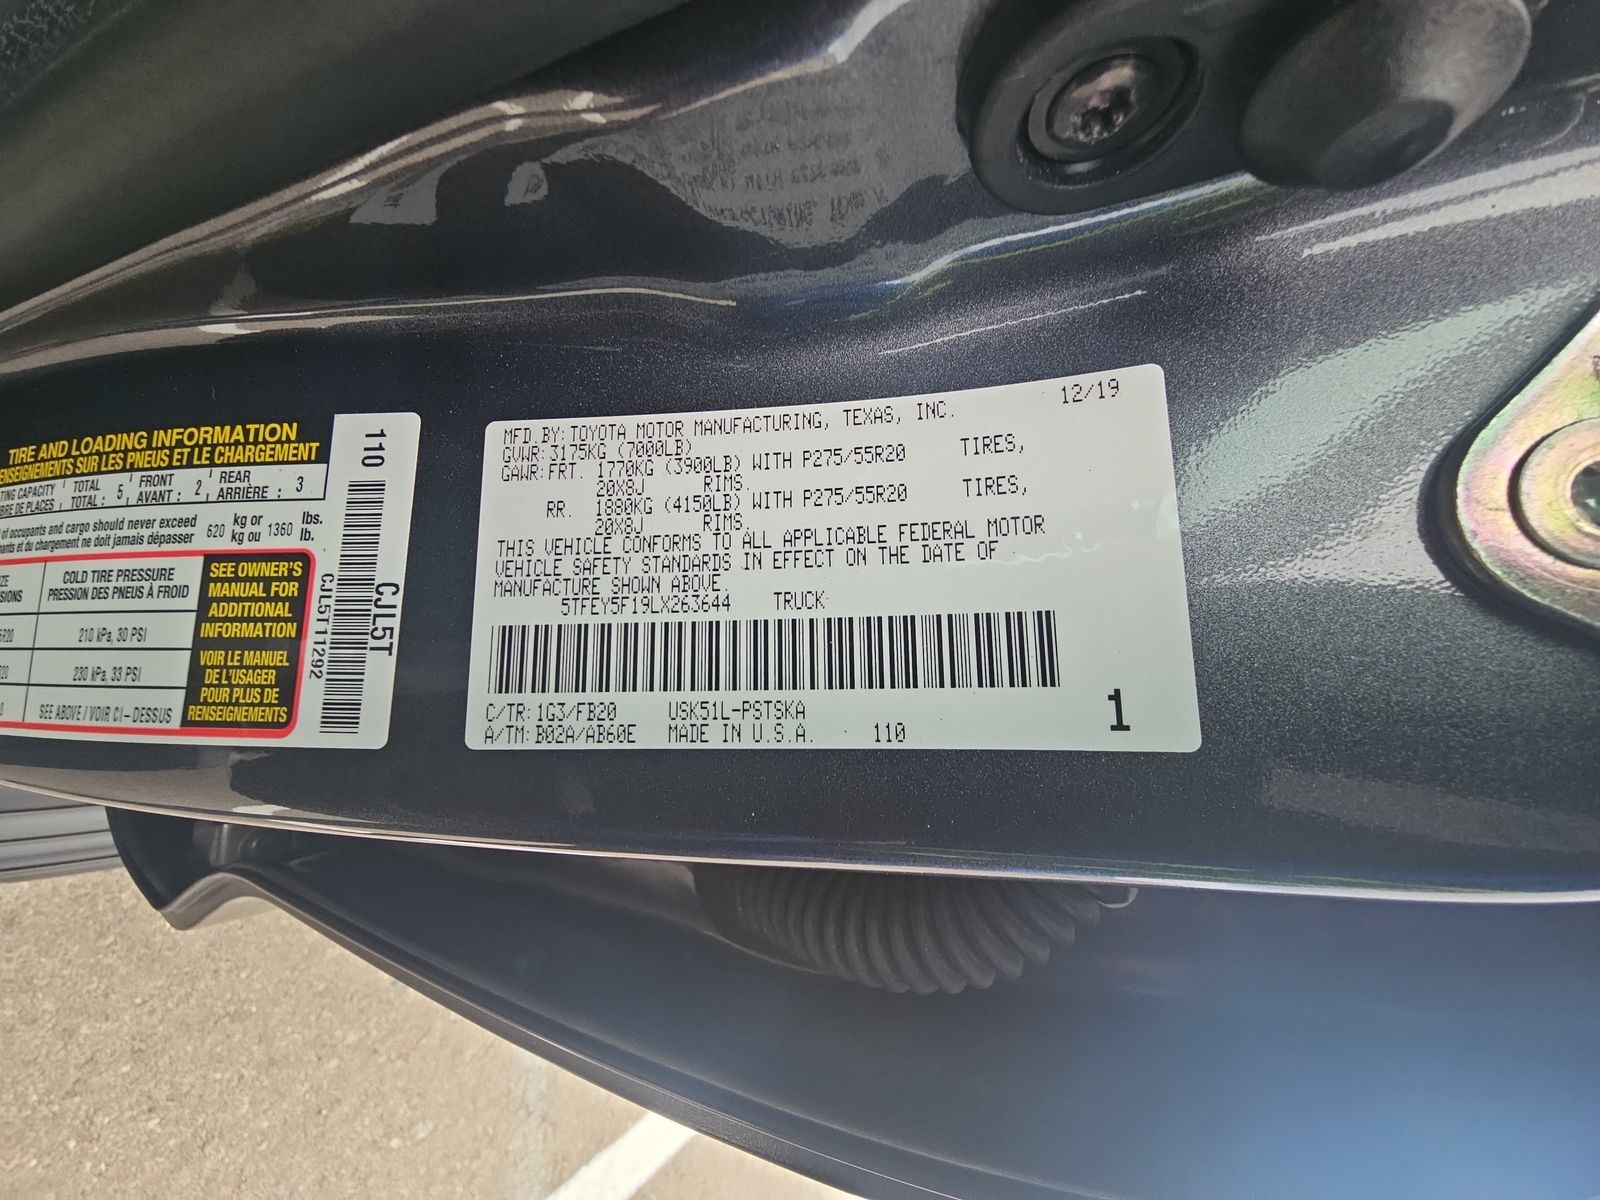 TIRE AND LOADING INFORMATION
RENSEIGNEMENTS SUR LES PNEUS ET LE CHARGEMENT
TOTAL 5 FRONT 2 REAR 3
TOTAL : AVANT : ARRIÈRE :
of occupants and cargo should never exceed 620 kg or 1360 lbs.
et du chargement ne doit jamais dépasser kg ou lb.
COLD TIRE PRESSURE
PRESSION DES PNEUS À FROID
210 kPa, 30 PSI
230 kPa, 33 PSI
SEE ABOVE / VOIR CI-DESSUS
SEE OWNER'S
MANUAL FOR
ADDITIONAL
INFORMATION
VOIR LE MANUEL
DE L'USAGER
POUR PLUS DE
RENSEIGNEMENTS
110
CJL5T
CJL5T11292
12/19
MFD. BY: TOYOTA MOTOR MANUFACTURING, TEXAS, INC.
GVWR: 3175KG (7000LB)
GAWR: FRT. 1770KG (3900LB) WITH P275/55R20 TIRES,
20X8J RIMS.
RR. 1880KG (4150LB) WITH P275/55R20 TIRES,
20X8J RIMS.
THIS VEHICLE CONFORMS TO ALL APPLICABLE FEDERAL MOTOR
VEHICLE SAFETY STANDARDS IN EFFECT ON THE DATE OF
MANUFACTURE SHOWN ABOVE.
5TFEY5F19LX263644 TRUCK
C/TR: 1G3/FB20 USK51L-PSTSKA
A/TM: B02A/AB60E MADE IN U.S.A. 110
1